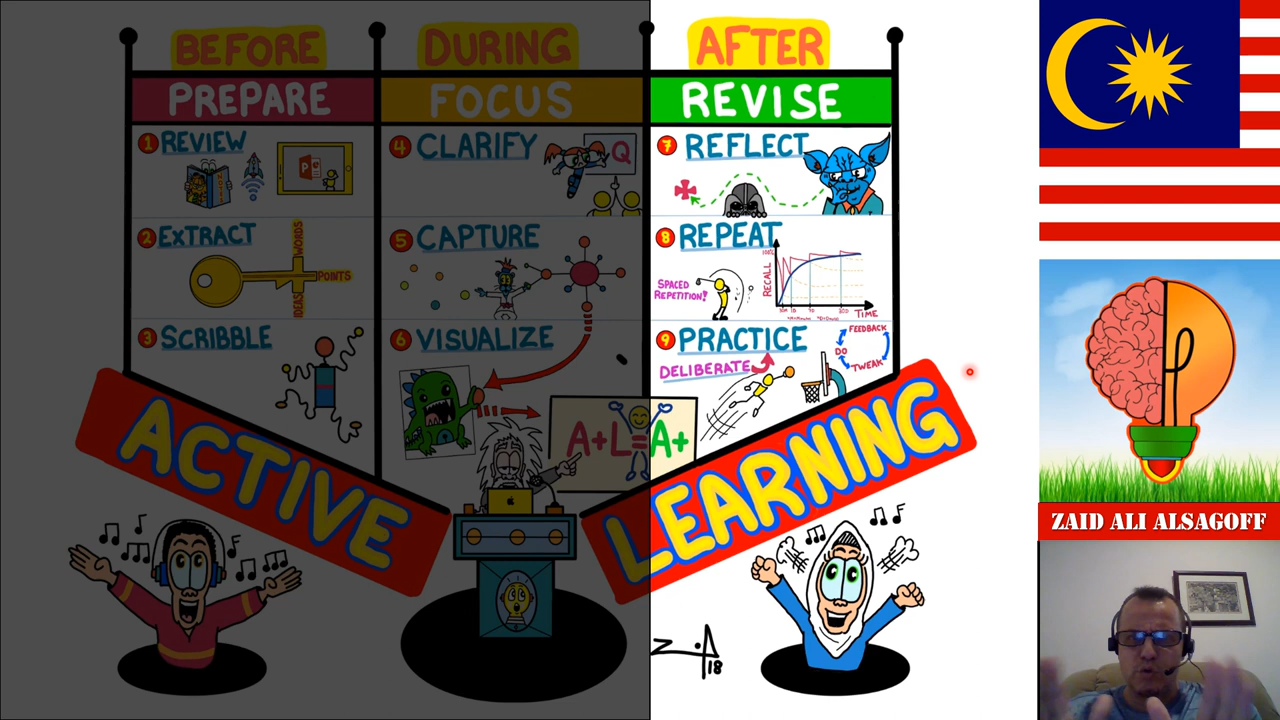 BEFORE
DURING
AFTER
PREPARE
FOCUS
REVISE
1 REVIEW
2 EXTRACT
WORDS
POINTS
IDEAS
3 SCRIBBLE
4 CLARIFY
Q
5 CAPTURE
6 VISUALIZE
A+L=A+
7 REFLECT
8 REPEAT
SPACED
REPETITION!
100%
RECALL
TIME
9 PRACTICE
DELIBERATE
FEEDBACK
DO
TWEAK
ACTIVE
LEARNING
18
ZAID ALI ALSAGOFF